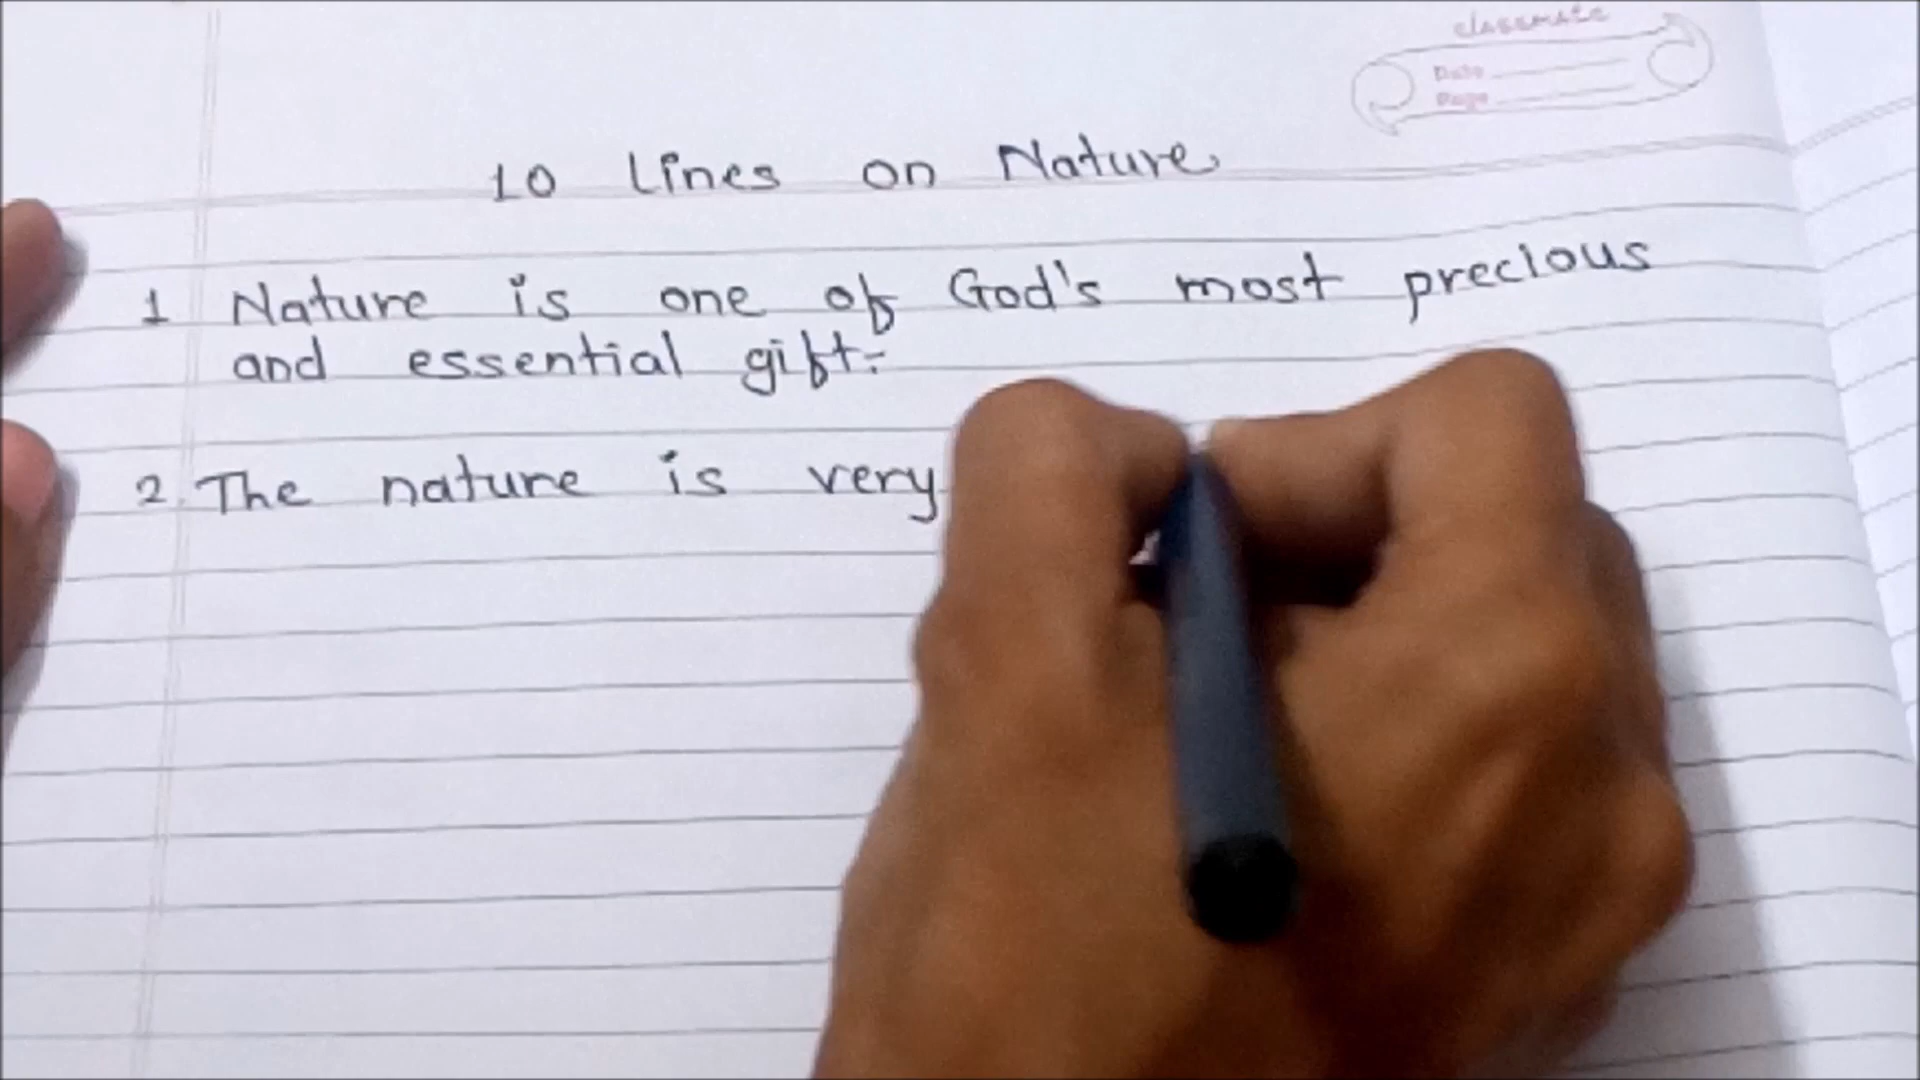 classmate
Date
Page
10 Lines on Nature
1 Nature is one of God's most precious
and essential gift.
2. The nature is very